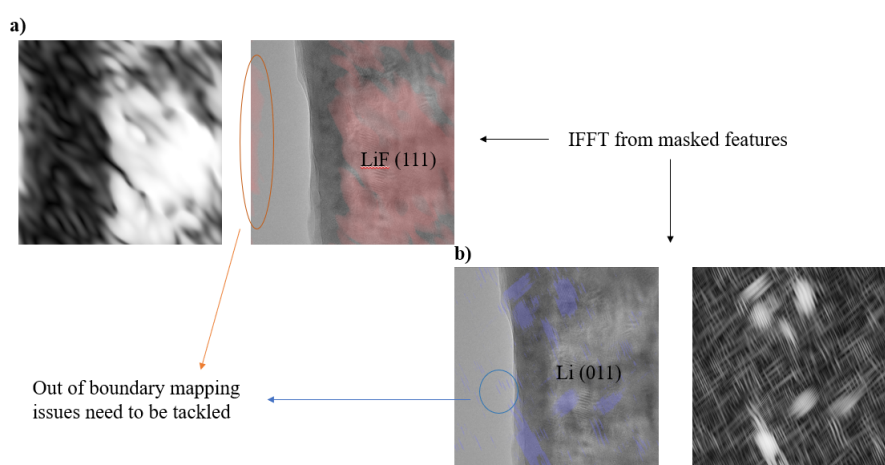 a)
LiF (111)
IFFT from masked features
b)
Li (011)
Out of boundary mapping
issues need to be tackled